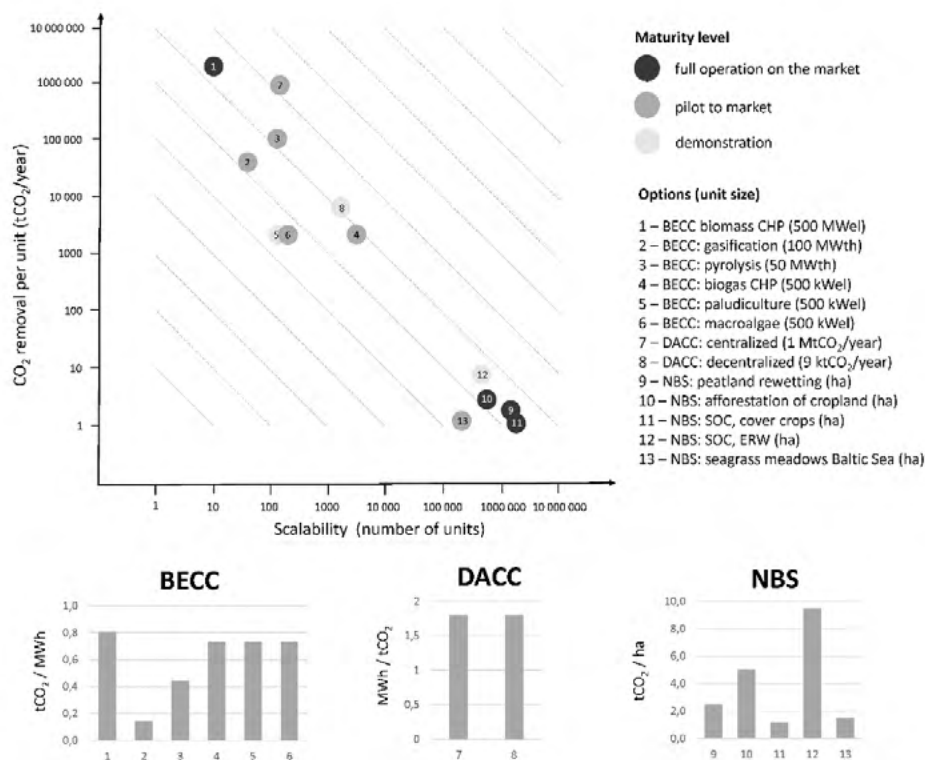 10 000 000
1000 000
100 000
10 000
1000
100
10
1
CO₂ removal per unit (tCO₂/year)
1
7
3
2
8
5
6
4
12
10
9
13
11
1
10
100
1000
10 000
100 000
1000 000
10 000 000
Scalability (number of units)
Maturity level
full operation on the market
pilot to market
demonstration
Options (unit size)
1 – BECC biomass CHP (500 MWel)
2 – BECC: gasification (100 MWth)
3 – BECC: pyrolysis (50 MWth)
4 – BECC: biogas CHP (500 kWel)
5 – BECC: paludiculture (500 kWel)
6 – BECC: macroalgae (500 kWel)
7 – DACC: centralized (1 MtCO₂/year)
8 – DACC: decentralized (9 ktCO₂/year)
9 – NBS: peatland rewetting (ha)
10 – NBS: afforestation of cropland (ha)
11 – NBS: SOC, cover crops (ha)
12 – NBS: SOC, ERW (ha)
13 – NBS: seagrass meadows Baltic Sea (ha)
BECC
tCO₂ / MWh
1,0
0,8
0,6
0,4
0,2
0,0
1 2 3 4 5 6
DACC
MWh / tCO₂
2
1,5
1
0,5
0
7 8
NBS
tCO₂ / ha
10,0
8,0
6,0
4,0
2,0
0,0
9 10 11 12 13